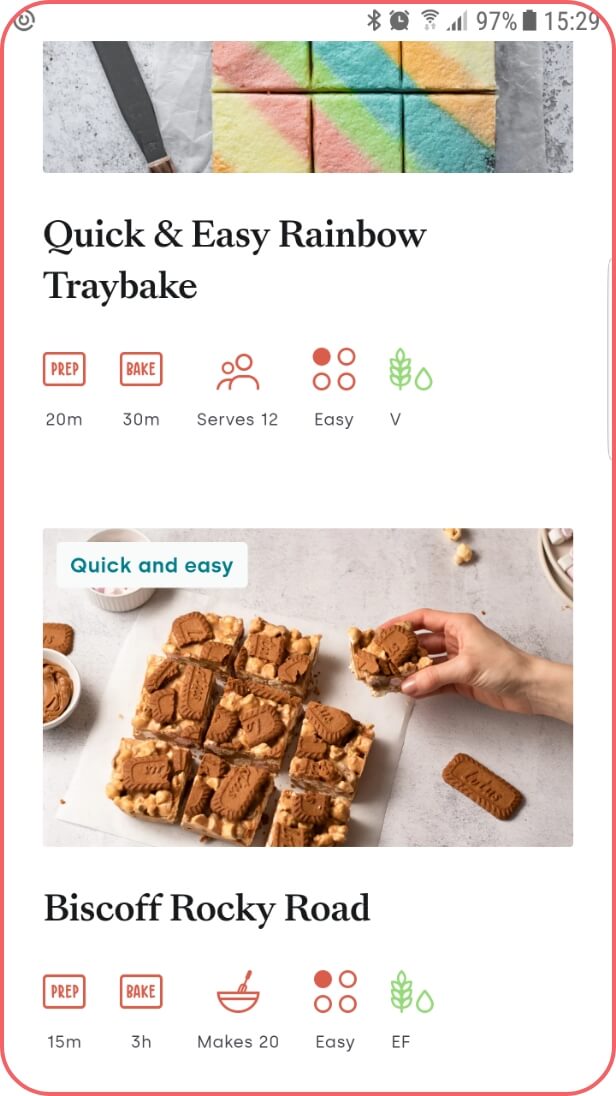 97% 15:29
Quick & Easy Rainbow
Traybake
PREP BAKE
20m 30m Serves 12 Easy V
Quick and easy
lotus
Biscoff Rocky Road
PREP BAKE
15m 3h Makes 20 Easy EF